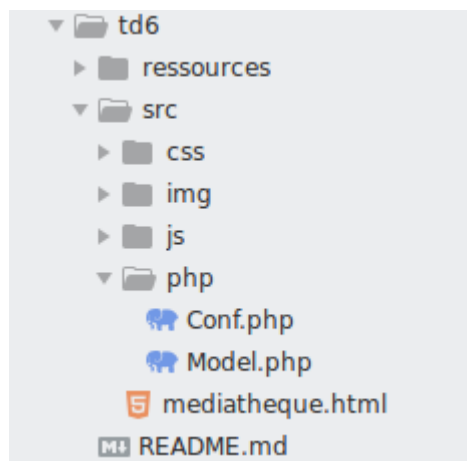 td6
ressources
src
css
img
js
php
Conf.php
Model.php
mediatheque.html
README.md